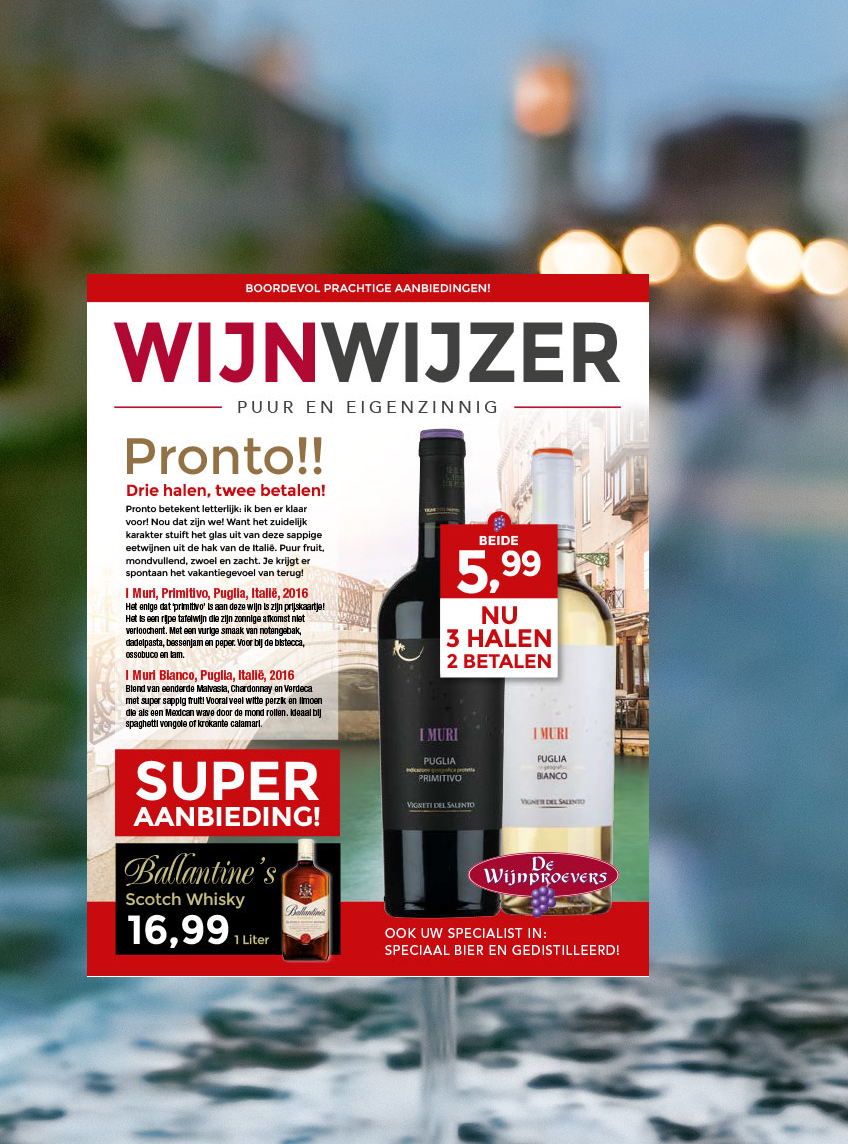 BOORDEVOL PRACHTIGE AANBIEDINGEN!
WIJNWIJZER
PUUR EN EIGENZINNIG
Pronto!!
Drie halen, twee betalen!
Pronto betekent letterlijk: ik ben er klaar
voor! Nou dat zijn we! Want het zuidelijk
karakter stuift het glas uit van deze sappige
eetwijnen uit de hak van de Italië. Puur fruit,
mondvullend, zwoel en zacht. Je krijgt er
spontaan het vakantiegevoel van terug!
I Muri, Primitivo, Puglia, Italië, 2016
Het enige dat 'primitivo' is aan deze wijn is zijn prijskaartje!
Het is een rijpe tafelwijn die zijn zonnige afkomst niet
verloochent. Met een vurige smaak van notengebak,
dadelpasta, bessenjam en peper. Voor bij de bistecca,
ossobuco en lam.
I Muri Bianco, Puglia, Italië, 2016
Blend van eenderde Malvasia, Chardonnay en Verdeca
met super sappig fruit! Vooral veel witte perzik en limoen
die als een Mexican wave door de mond rollen. Ideaal bij
spaghetti vongole of krokante calamari.
VIGNETI DEL SALENTO
BEIDE
5,99
NU
3 HALEN
2 BETALEN
I MURI
PUGLIA
indicazione geografica protetta
PRIMITIVO
VIGNETI DEL SALENTO
I MURI
PUGLIA
BIANCO
VIGNETI DEL SALENTO
SUPER
AANBIEDING!
Ballantine's
Scotch Whisky
16,99 1 Liter
Ballantine's
De
Wijnproevers
OOK UW SPECIALIST IN:
SPECIAAL BIER EN GEDISTILLEERD!